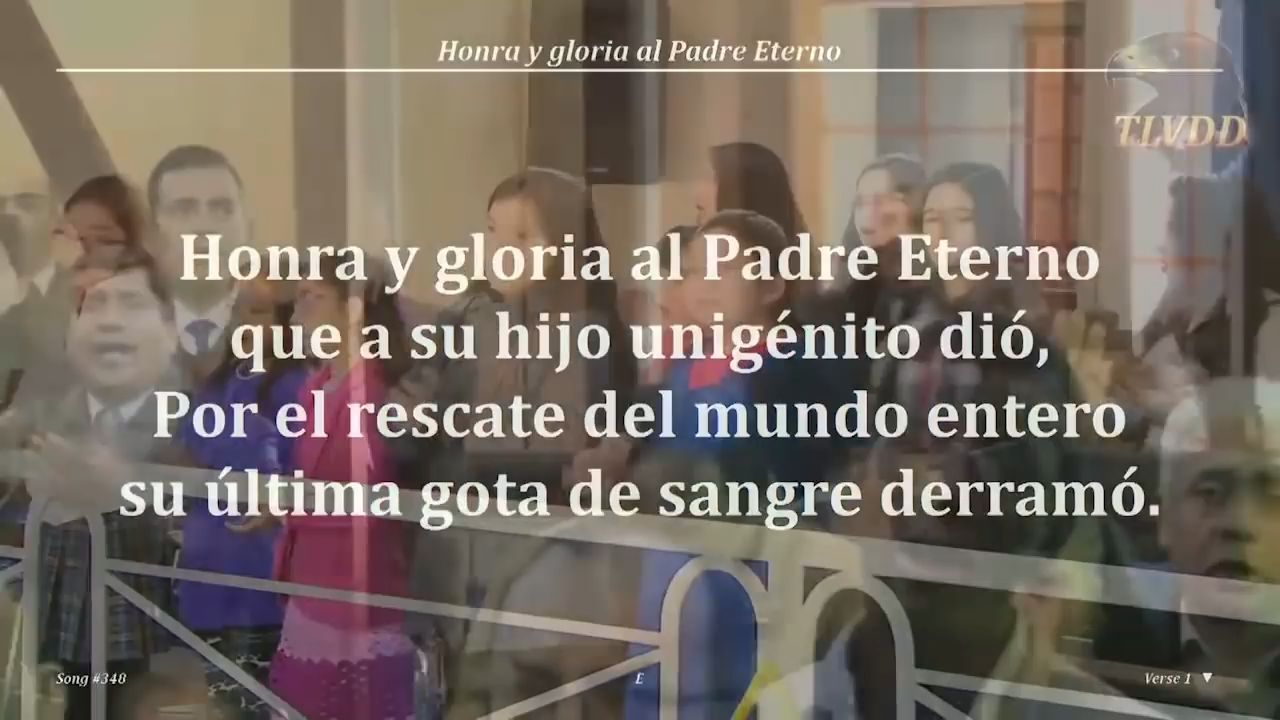 Honra y gloria al Padre Eterno
TLVDD
Honra y gloria al Padre Eterno
que a su hijo unigénito dió,
Por el rescate del mundo entero
su última gota de sangre derramó.
Song #348
E
Verse 1 ▼